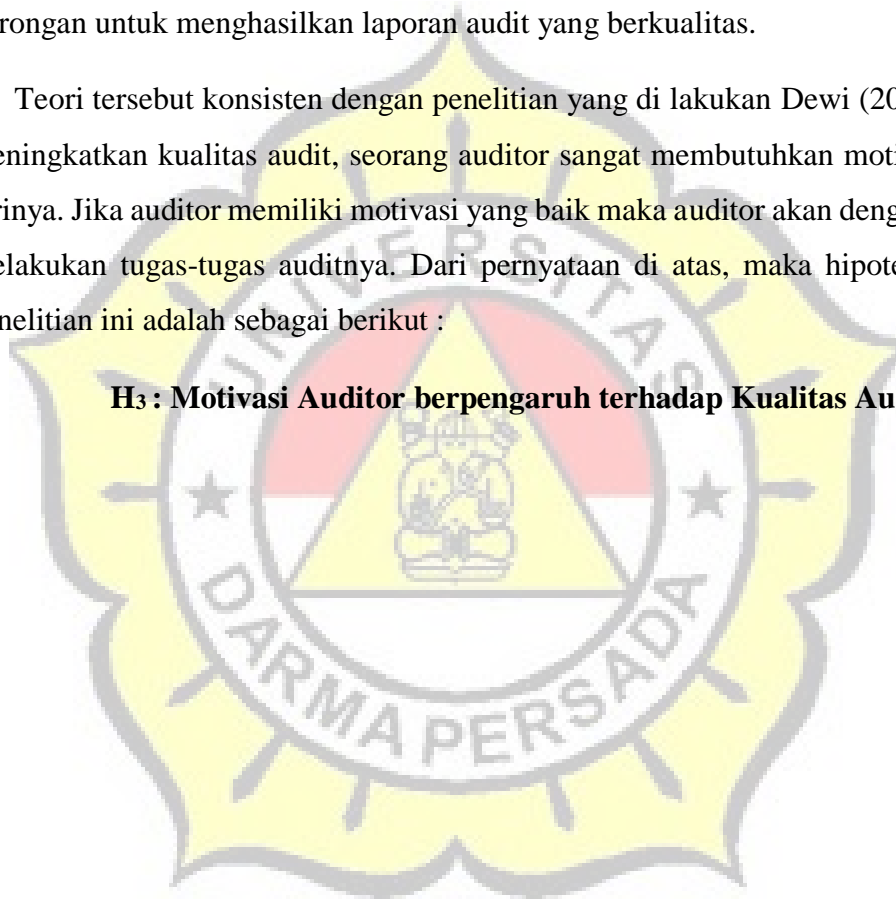 rongan untuk menghasilkan laporan audit yang berkualitas.
Teori tersebut konsisten dengan penelitian yang di lakukan Dewi (20
eningkatkan kualitas audit, seorang auditor sangat membutuhkan moti
rinya. Jika auditor memiliki motivasi yang baik maka auditor akan deng
elakukan tugas-tugas auditnya. Dari pernyataan di atas, maka hipote
nelitian ini adalah sebagai berikut :
H3 : Motivasi Auditor berpengaruh terhadap Kualitas Au
UNIVERSITAS
DARMA PERSADA